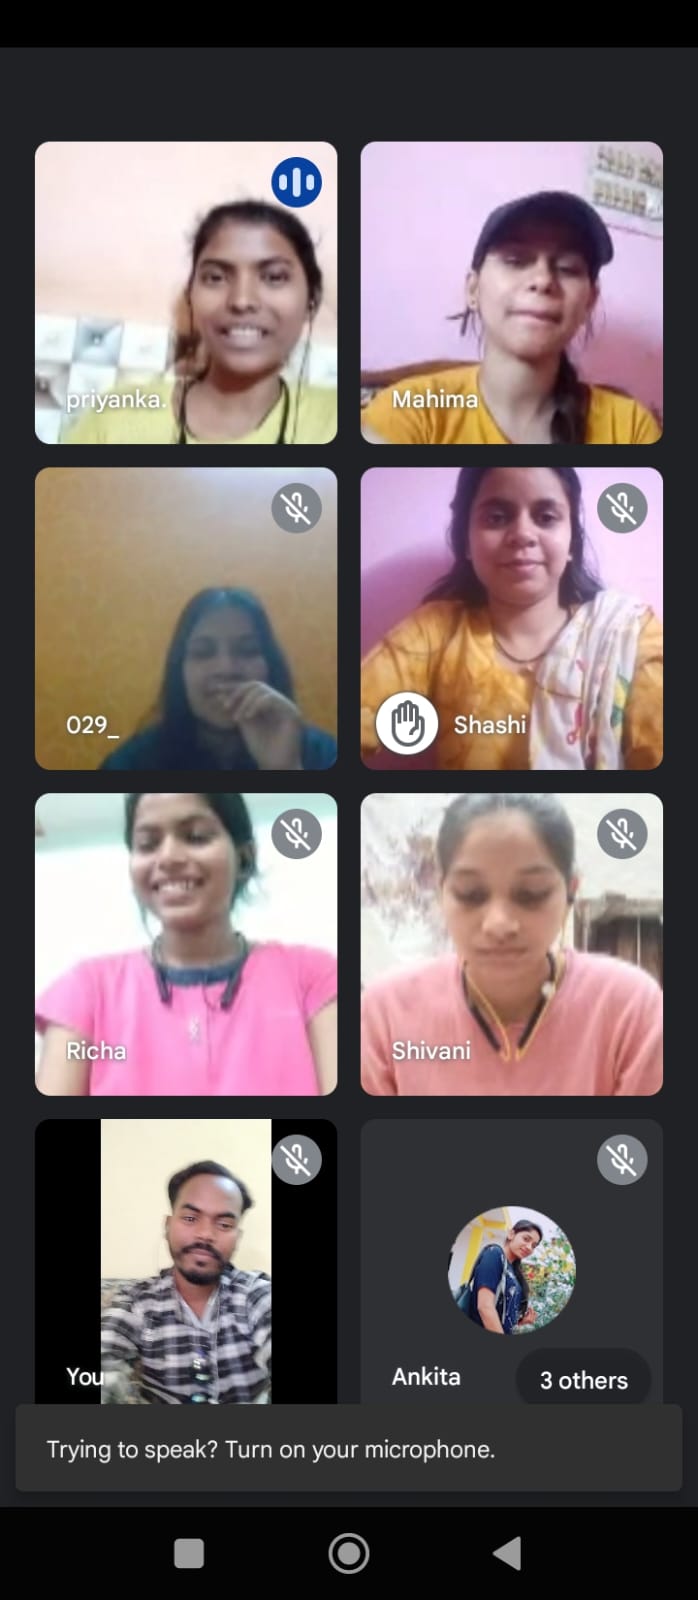 priyanka.
Mahima
029_
Shashi
Richa
Shivani
You
Ankita
3 others
Trying to speak? Turn on your microphone.